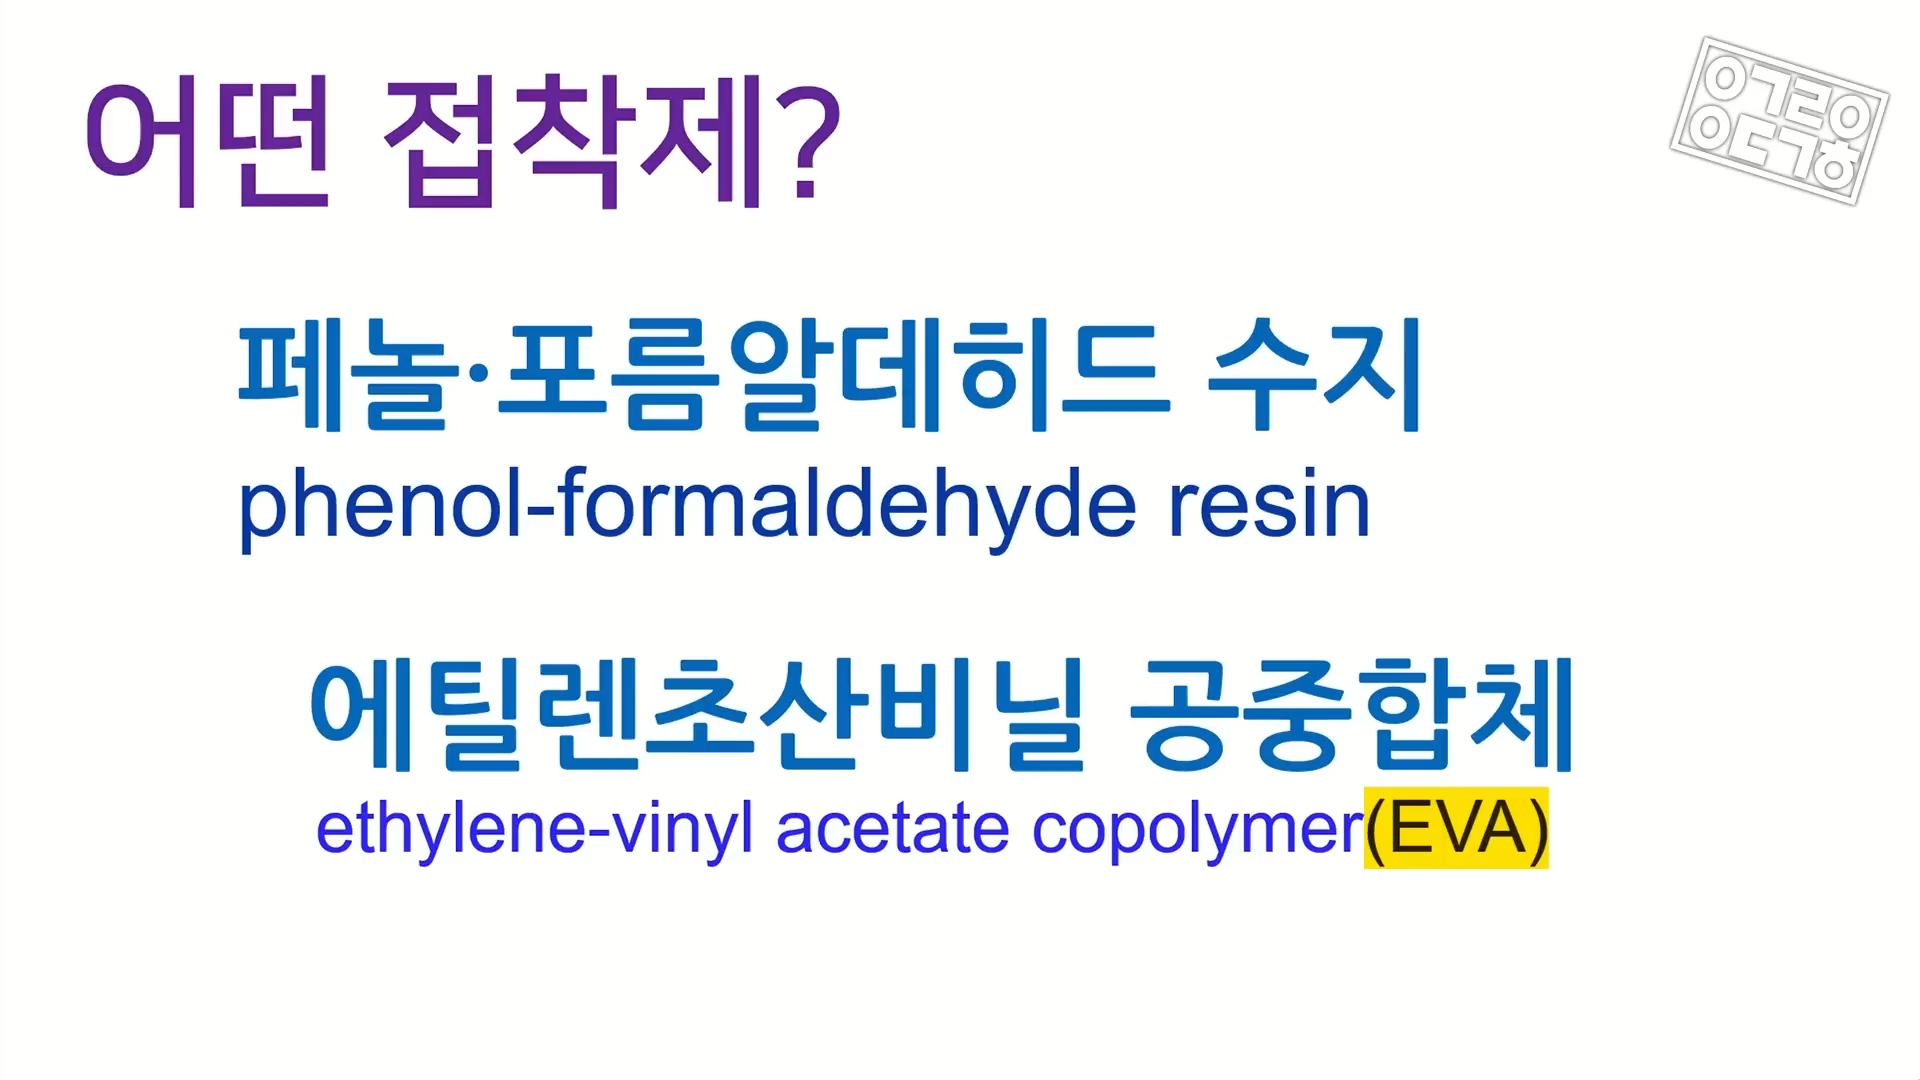 어떤 접착제?
페놀·포름알데히드 수지
phenol-formaldehyde resin
에틸렌초산비닐 공중합체
ethylene-vinyl acetate copolymer(EVA)